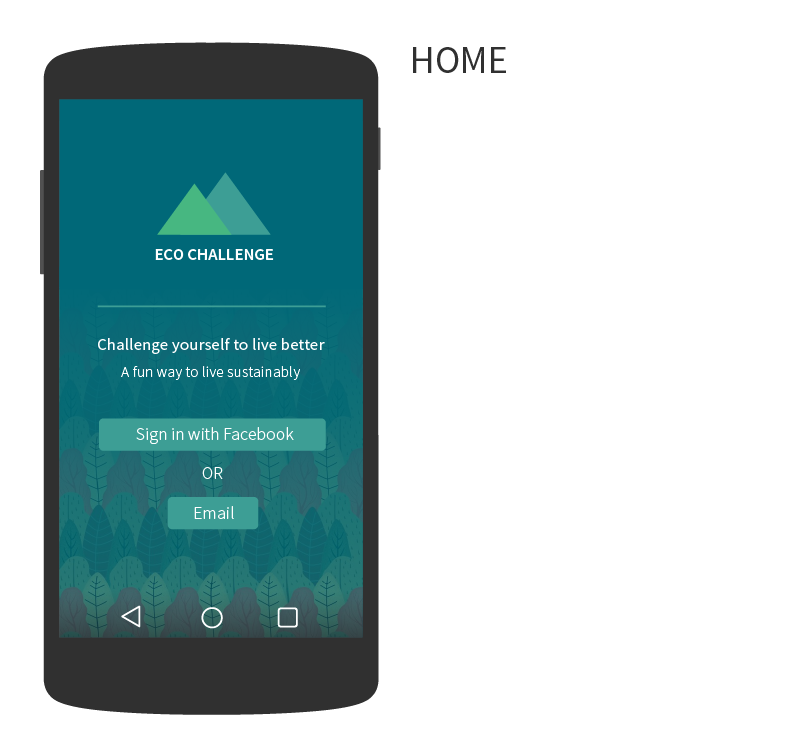 HOME
ECO CHALLENGE
Challenge yourself to live better
A fun way to live sustainably
Sign in with Facebook
OR
Email